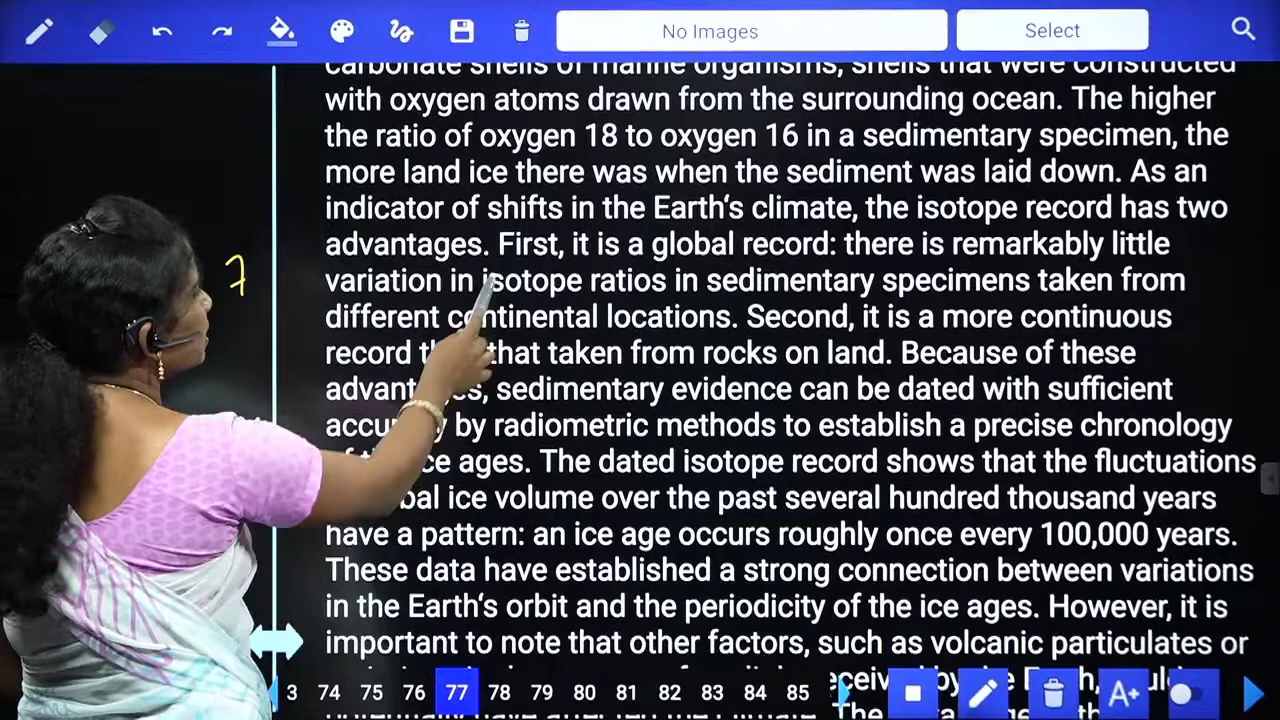 No Images
Select
carbonate shells of marine organisms, shells that were constructed
with oxygen atoms drawn from the surrounding ocean. The higher
the ratio of oxygen 18 to oxygen 16 in a sedimentary specimen, the
more land ice there was when the sediment was laid down. As an
indicator of shifts in the Earth‘s climate, the isotope record has two
advantages. First, it is a global record: there is remarkably little
7
variation in isotope ratios in sedimentary specimens taken from
different continental locations. Second, it is a more continuous
record that taken from rocks on land. Because of these
advantages, sedimentary evidence can be dated with sufficient
by radiometric methods to establish a precise chronology
ice ages. The dated isotope record shows that the fluctuations
ice volume over the past several hundred thousand years
have a pattern: an ice age occurs roughly once every 100,000 years.
These data have established a strong connection between variations
in the Earth‘s orbit and the periodicity of the ice ages. However, it is
important to note that other factors, such as volcanic particulates or
by Earth,
3 74 75 76 77 78 79 80 81 82 83 84 85
A+
potentially have affected the climate. The